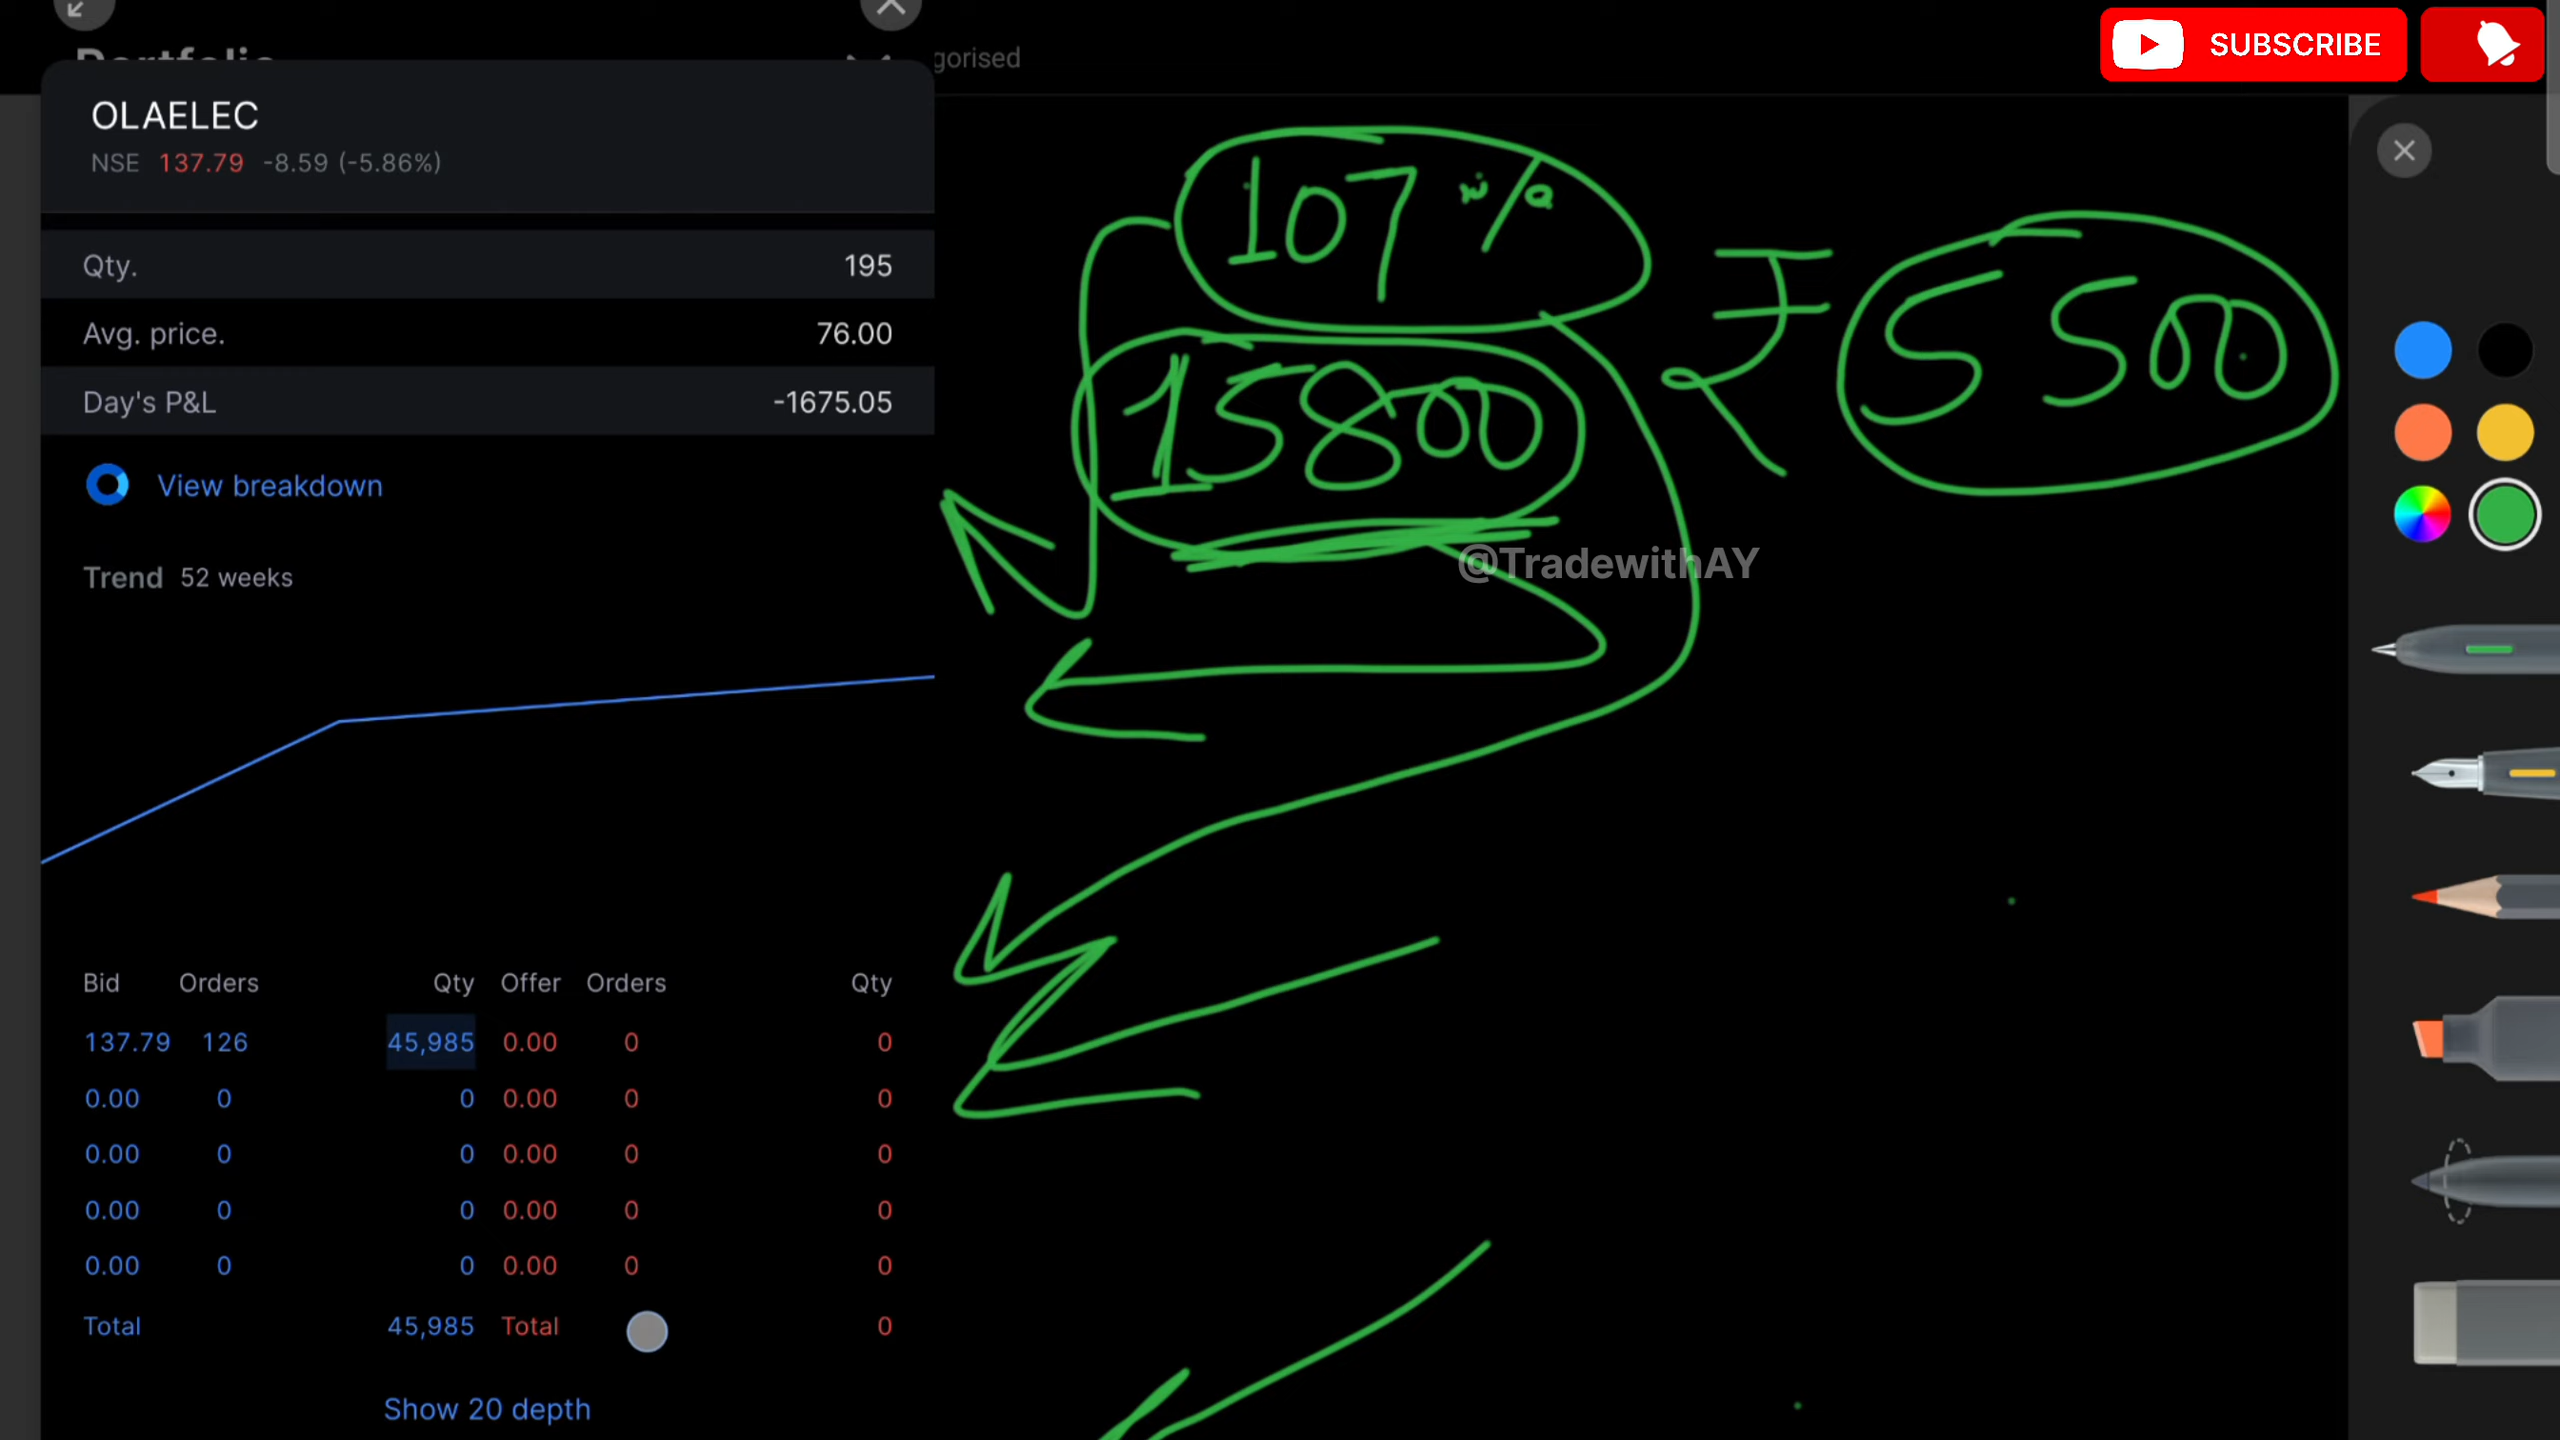 gorised
SUBSCRIBE
OLAELEC
NSE 137.79 -8.59 (-5.86%)
Qty. 195
Avg. price. 76.00
Day's P&L -1675.05
View breakdown
Trend 52 weeks
107
15800
₹ 5500
@TradewithAY
Bid Orders Qty Offer Orders Qty
137.79 126 45,985 0.00 0 0
0.00 0 0 0.00 0 0
0.00 0 0 0.00 0 0
0.00 0 0 0.00 0 0
0.00 0 0 0.00 0 0
Total 45,985 Total 0
Show 20 depth